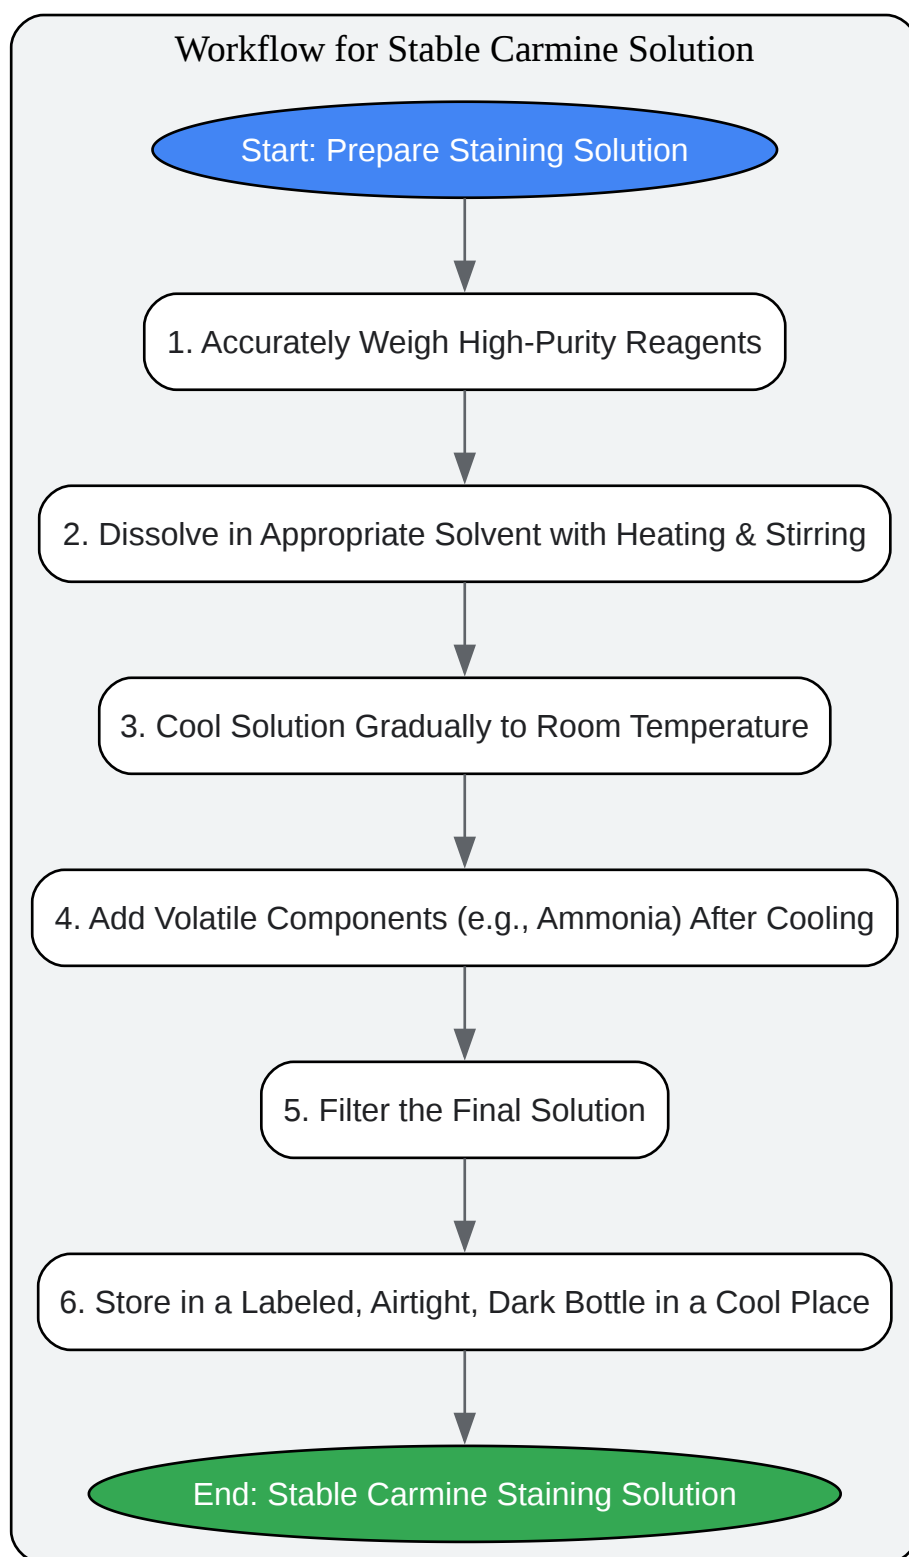 Workflow for Stable Carmine Solution
Start: Prepare Staining Solution
1. Accurately Weigh High-Purity Reagents
2. Dissolve in Appropriate Solvent with Heating & Stirring
3. Cool Solution Gradually to Room Temperature
4. Add Volatile Components (e.g., Ammonia) After Cooling
5. Filter the Final Solution
6. Store in a Labeled, Airtight, Dark Bottle in a Cool Place
End: Stable Carmine Staining Solution